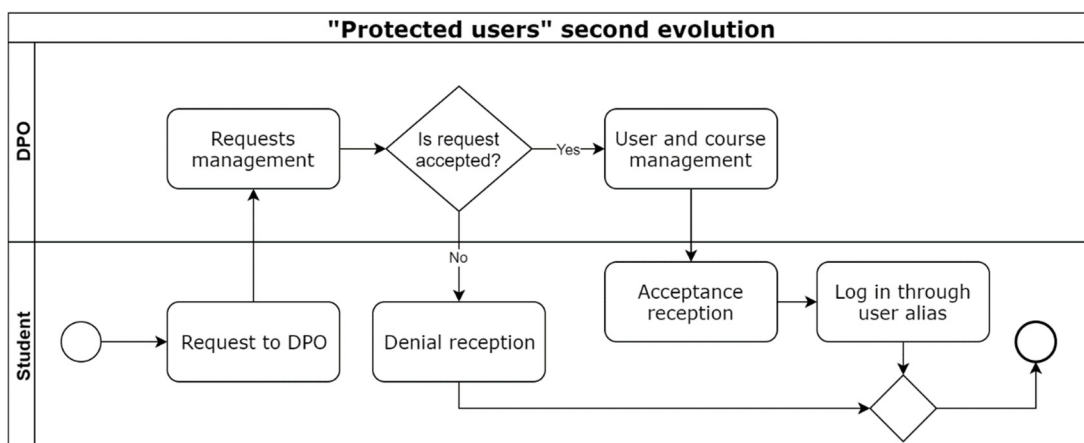 "Protected users" second evolution
DPO
Requests
management
Is request
accepted?
Yes
User and course
management
No
Student
Request to DPO
Denial reception
Acceptance
reception
Log in through
user alias